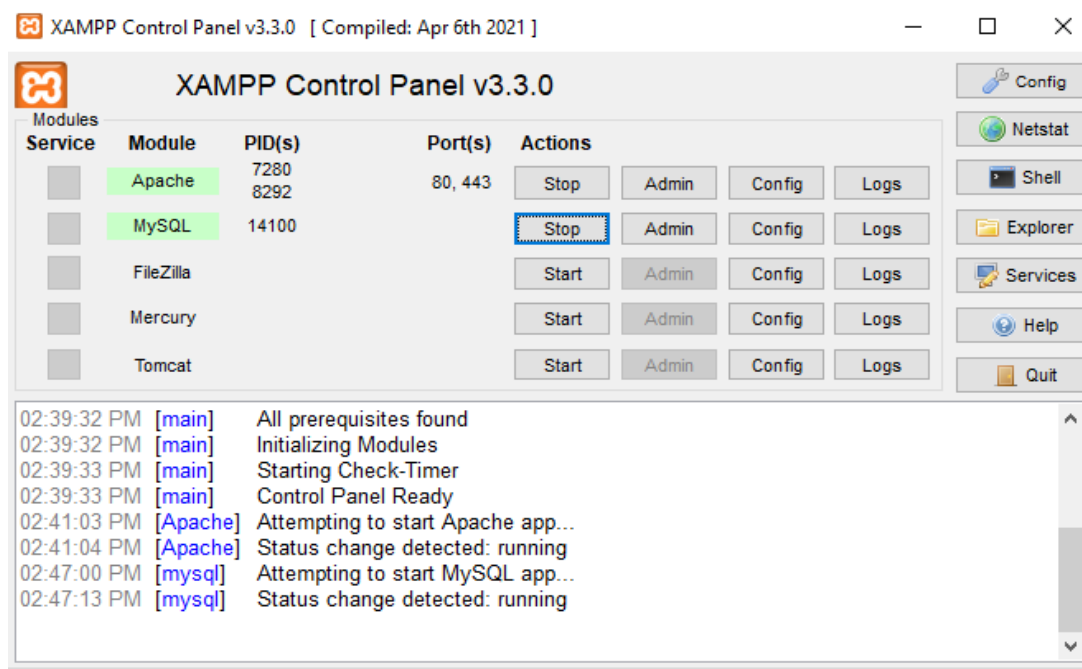 XAMPP Control Panel v3.3.0 [ Compiled: Apr 6th 2021 ]
XAMPP Control Panel v3.3.0
Config
Modules
Service Module PID(s) Port(s) Actions
Netstat
Apache 7280 8292 80, 443 Stop Admin Config Logs
Shell
MySQL 14100 Stop Admin Config Logs
Explorer
FileZilla Start Admin Config Logs
Services
Mercury Start Admin Config Logs
Help
Tomcat Start Admin Config Logs
Quit
02:39:32 PM [main] All prerequisites found
02:39:32 PM [main] Initializing Modules
02:39:33 PM [main] Starting Check-Timer
02:39:33 PM [main] Control Panel Ready
02:41:03 PM [Apache] Attempting to start Apache app...
02:41:04 PM [Apache] Status change detected: running
02:47:00 PM [mysql] Attempting to start MySQL app...
02:47:13 PM [mysql] Status change detected: running